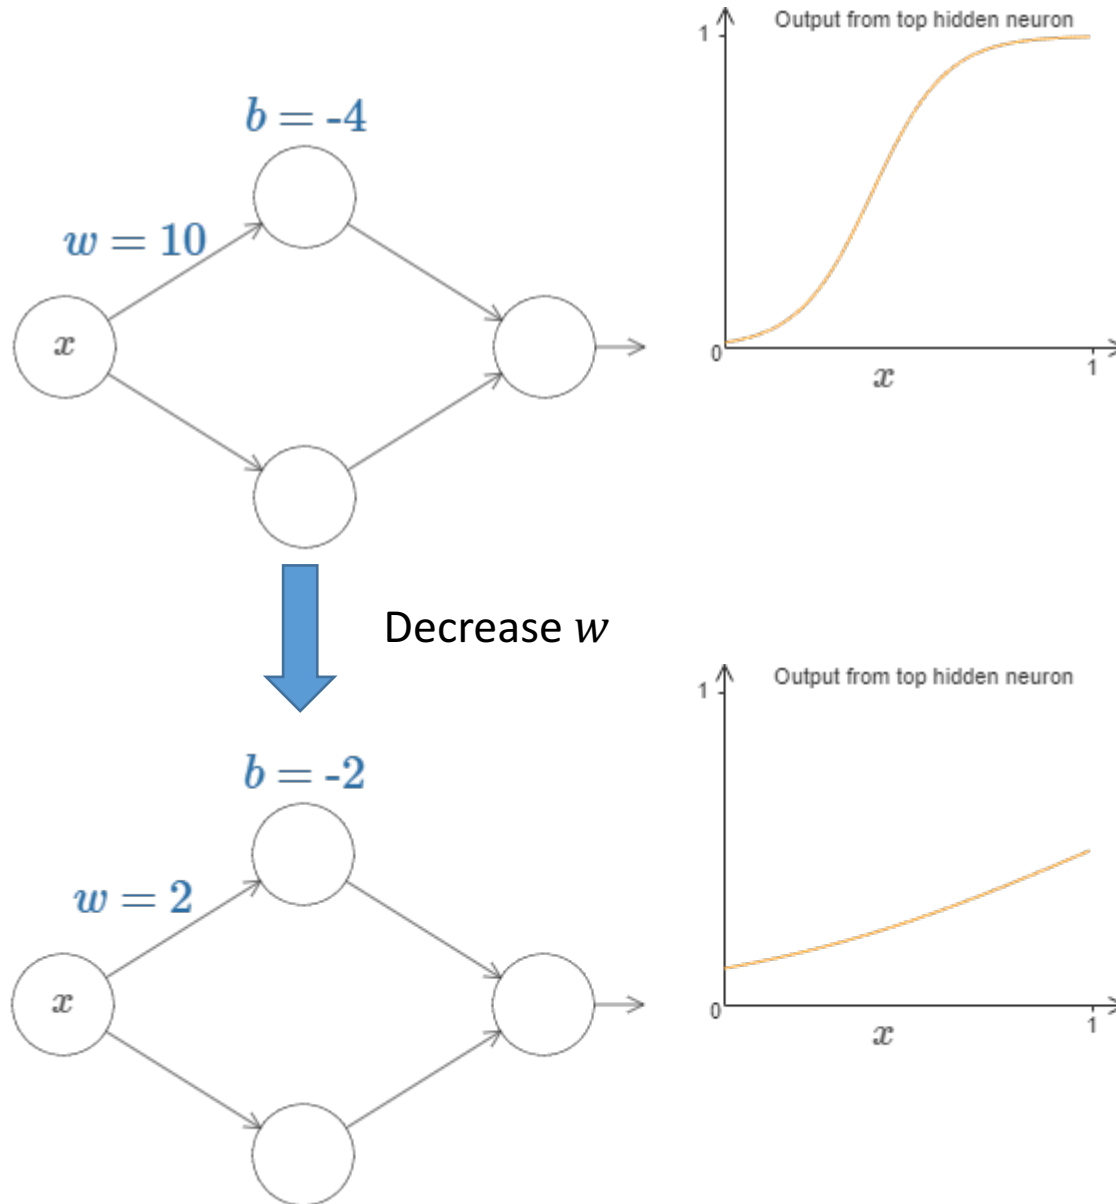 Output from top hidden neuron
1
b = -4
w = 10
x
0
1
x
Decrease w
Output from top hidden neuron
1
b = -2
w = 2
x
0
1
x